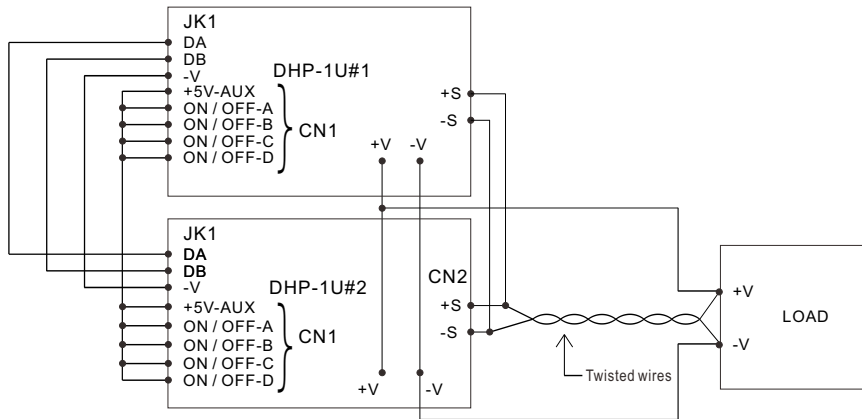 JK1
DA
DB
-V
DHP-1U#1
+5V-AUX
ON / OFF-A
ON / OFF-B
ON / OFF-C
ON / OFF-D
CN1
+V
-V
+S
-S
JK1
DA
DB
-V
DHP-1U#2
CN2
+5V-AUX
ON / OFF-A
ON / OFF-B
ON / OFF-C
ON / OFF-D
CN1
+S
-S
+V
-V
Twisted wires
+V
LOAD
-V